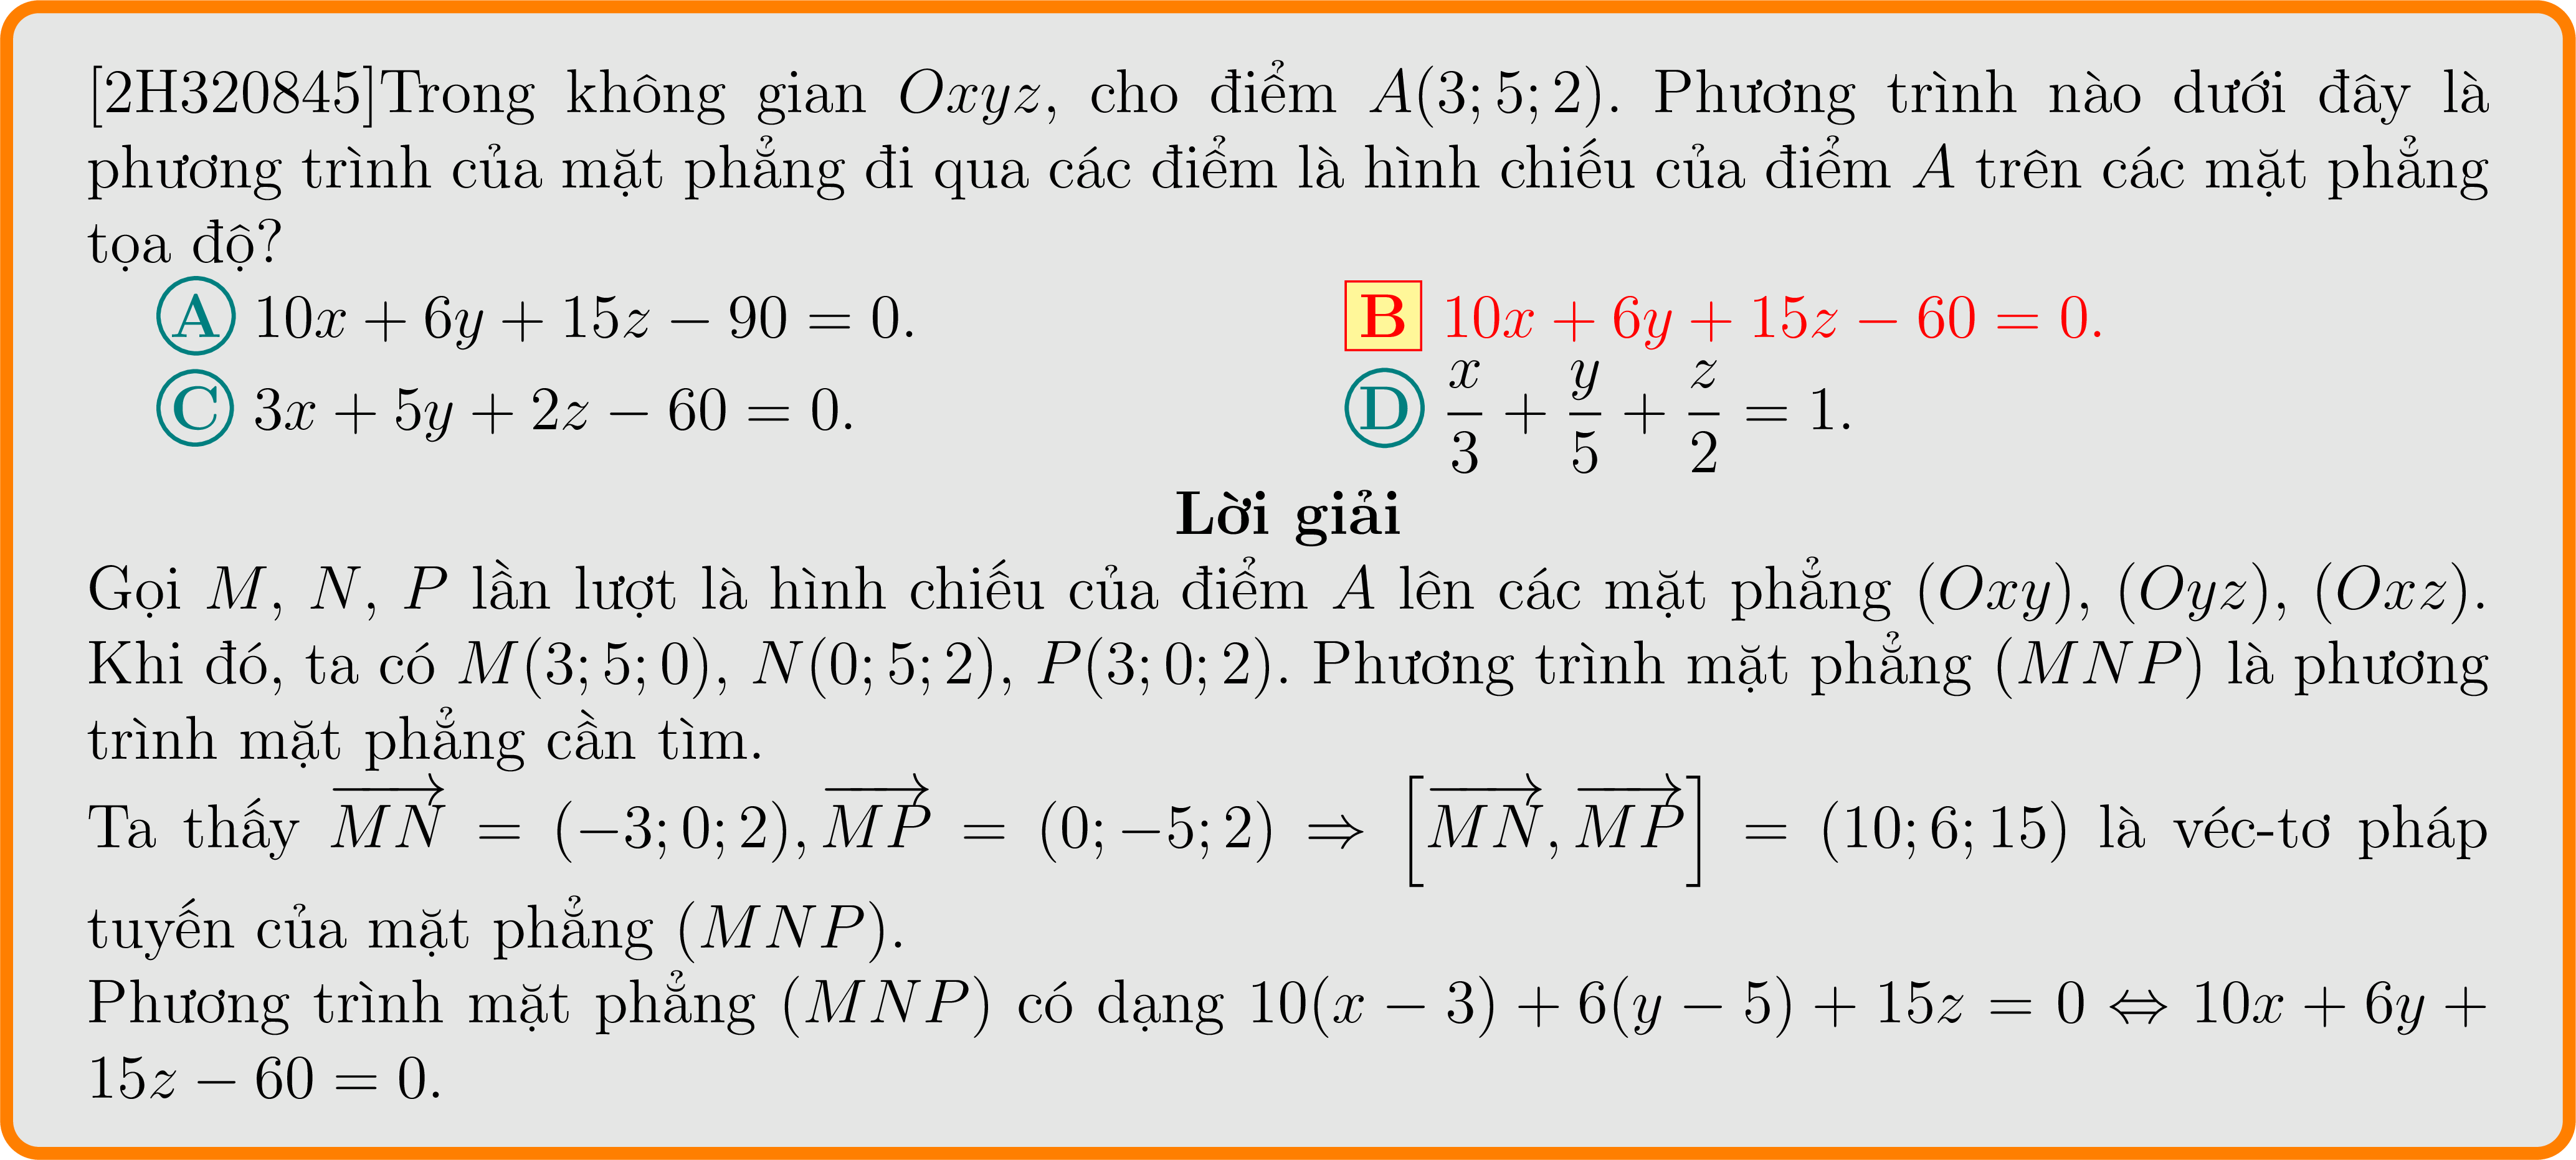 [2H320845]Trong không gian Oxyz, cho điểm A(3; 5; 2). Phương trình nào dưới đây là
phương trình của mặt phẳng đi qua các điểm là hình chiếu của điểm A trên các mặt phẳng
tọa độ?
A 10x + 6y + 15z − 90 = 0. B 10x + 6y + 15z − 60 = 0.
C 3x + 5y + 2z − 60 = 0. D x/3 + y/5 + z/2 = 1.
Lời giải
Gọi M, N, P lần lượt là hình chiếu của điểm A lên các mặt phẳng (Oxy), (Oyz), (Oxz).
Khi đó, ta có M(3; 5; 0), N(0; 5; 2), P(3; 0; 2). Phương trình mặt phẳng (MNP) là phương
trình mặt phẳng cần tìm.
Ta thấy \overrightarrow{MN} = (−3; 0; 2), \overrightarrow{MP} = (0; −5; 2) ⇒ [\overrightarrow{MN}, \overrightarrow{MP}] = (10; 6; 15) là véc-tơ pháp
tuyến của mặt phẳng (MNP).
Phương trình mặt phẳng (MNP) có dạng 10(x − 3) + 6(y − 5) + 15z = 0 ⇔ 10x + 6y +
15z − 60 = 0.